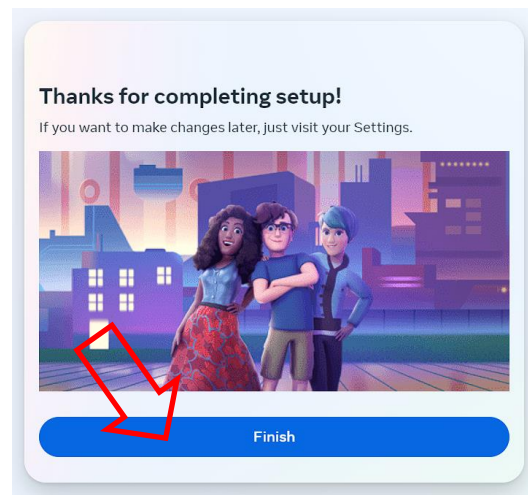 Thanks for completing setup!
If you want to make changes later, just visit your Settings.
Finish